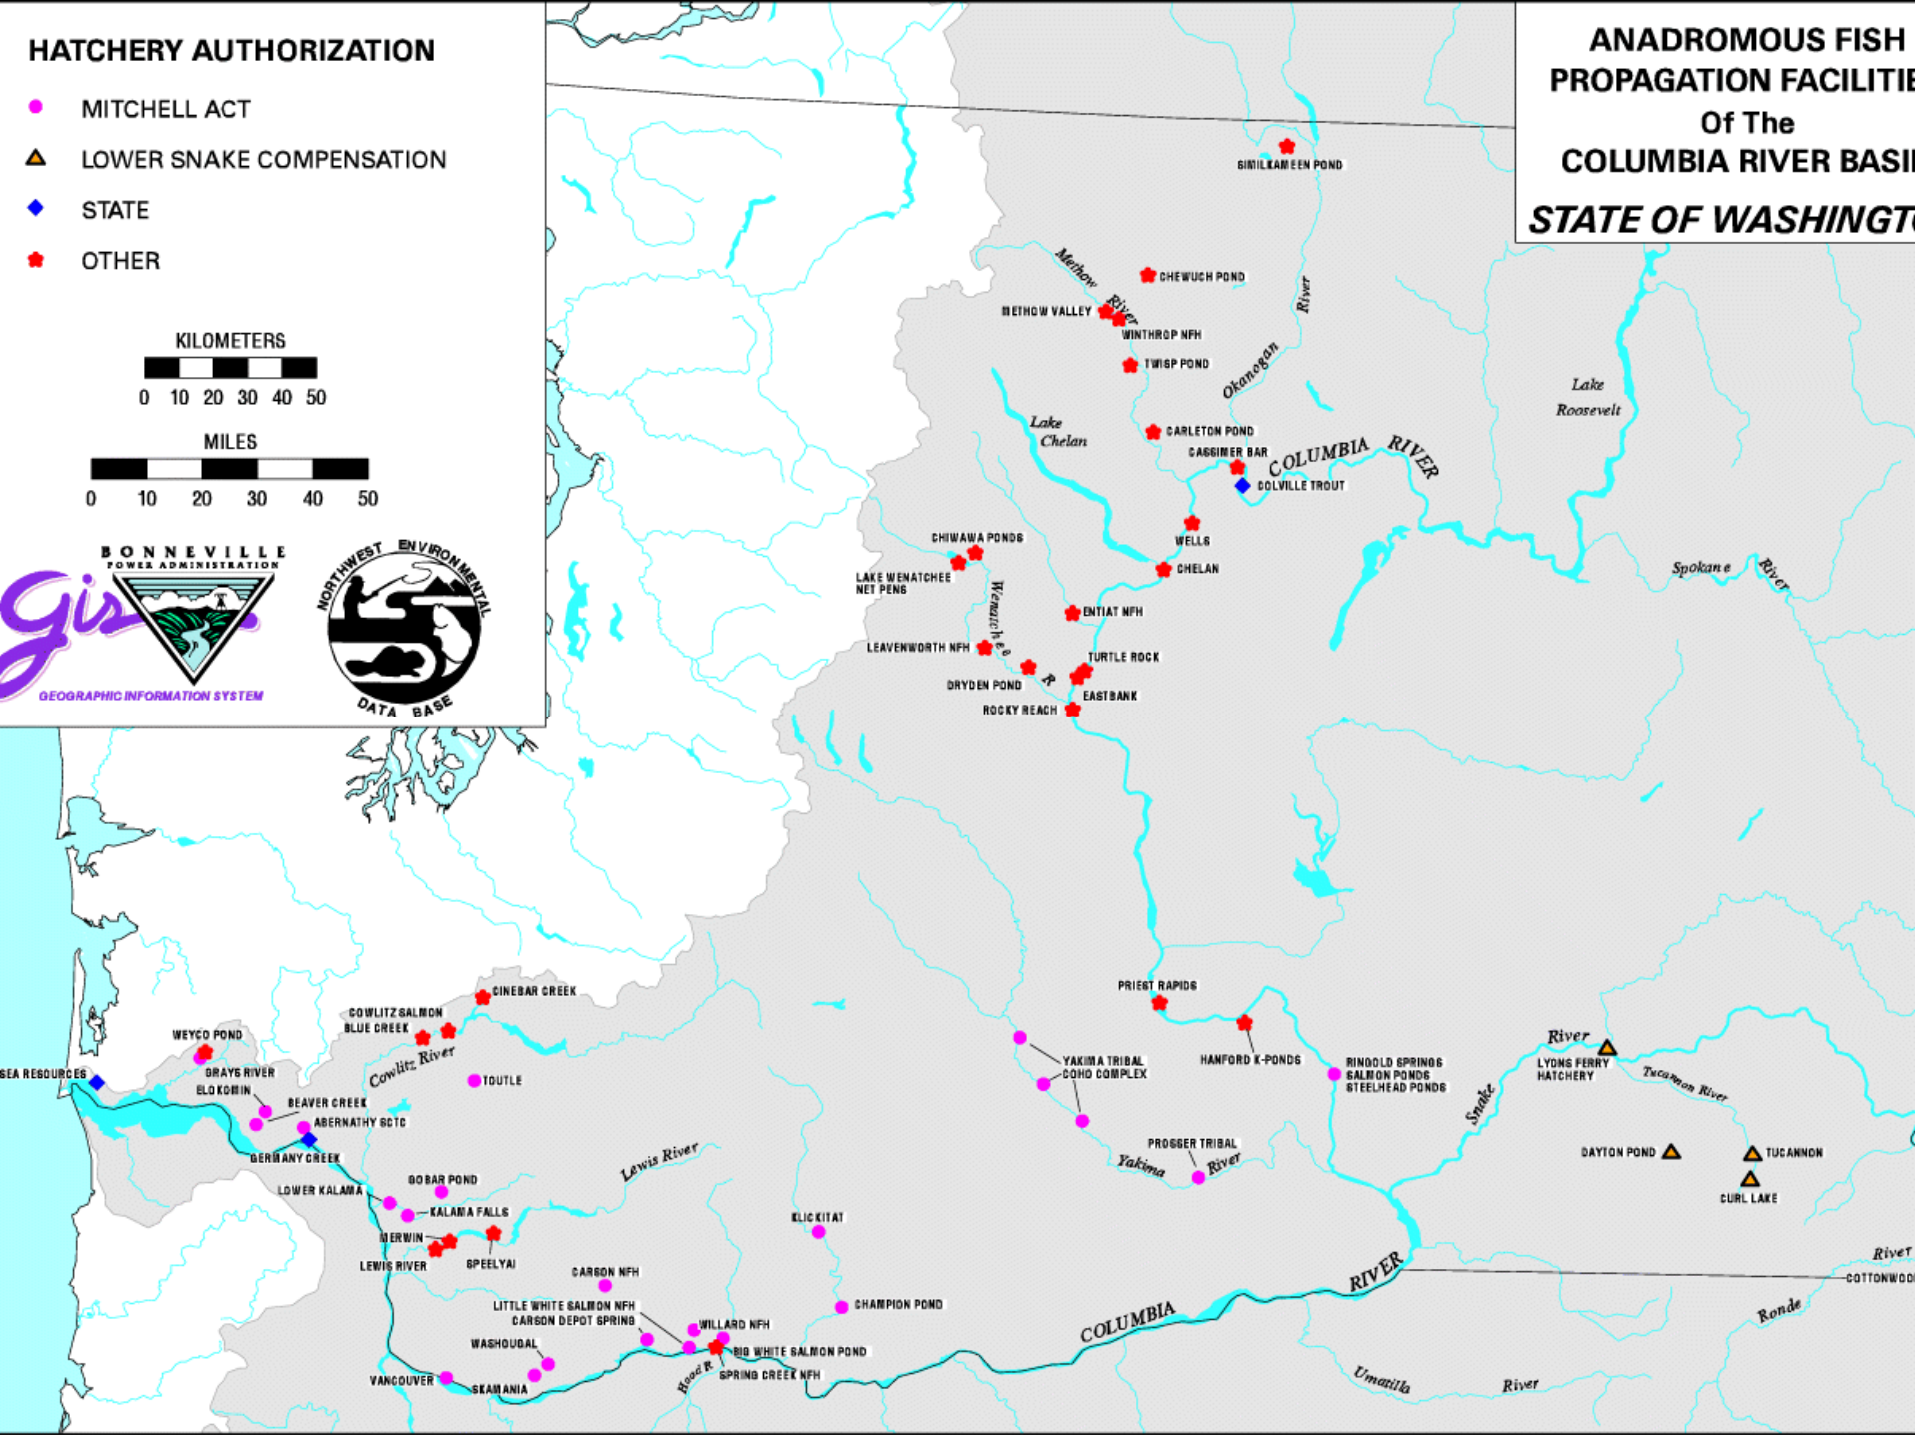 HATCHERY AUTHORIZATION
MITCHELL ACT
LOWER SNAKE COMPENSATION
STATE
OTHER
KILOMETERS
0 10 20 30 40 50
MILES
0 10 20 30 40 50
BONNEVILLE
POWER ADMINISTRATION
Gis
GEOGRAPHIC INFORMATION SYSTEM
NORTHWEST ENVIRONMENTAL
DATA BASE
ANADROMOUS FISH
PROPAGATION FACILITIE
Of The
COLUMBIA RIVER BASI
STATE OF WASHINGT
SIMILKAMEEN POND
Methow
River
CHEWUCH POND
METHOW VALLEY
WINTHROP NFH
TWISP POND
River
Okanogan
Lake
Roosevelt
Lake
Chelan
CARLETON POND
CASSIMER BAR
COLUMBIA RIVER
COLVILLE TROUT
WELLS
CHELAN
CHIWAWA PONDS
LAKE WENATCHEE
NET PENS
Wenatchee
R
ENTIAT NFH
Spokane
River
LEAVENWORTH NFH
TURTLE ROCK
DRYDEN POND
EASTBANK
ROCKY REACH
PRIEST RAPIDS
HANFORD K-PONDS
CINEBAR CREEK
COWLITZ SALMON
BLUE CREEK
Cowlitz River
WEYCO POND
GRAYS RIVER
SEA RESOURCES
ELOKOMIN
BEAVER CREEK
ABERNATHY SCTC
GERMANY CREEK
TOUTLE
YAKIMA TRIBAL
COHO COMPLEX
RINGOLD SPRINGS
SALMON PONDS
STEELHEAD PONDS
River
LYONS FERRY
HATCHERY
Tucannon River
Snake
DAYTON POND
TUCANNON
CURL LAKE
PROSSER TRIBAL
Yakima
River
Lewis River
GOBAR POND
LOWER KALAMA
KALAMA FALLS
MERWIN
LEWIS RIVER
SPEELYAI
KLICKITAT
CARSON NFH
LITTLE WHITE SALMON NFH
CARSON DEPOT SPRING
WILLARD NFH
CHAMPION POND
WASHOUGAL
BIG WHITE SALMON POND
SPRING CREEK NFH
Hood R
VANCOUVER
SKAMANIA
COLUMBIA
RIVER
River
COTTONWOO
Ronde
Umatilla
River